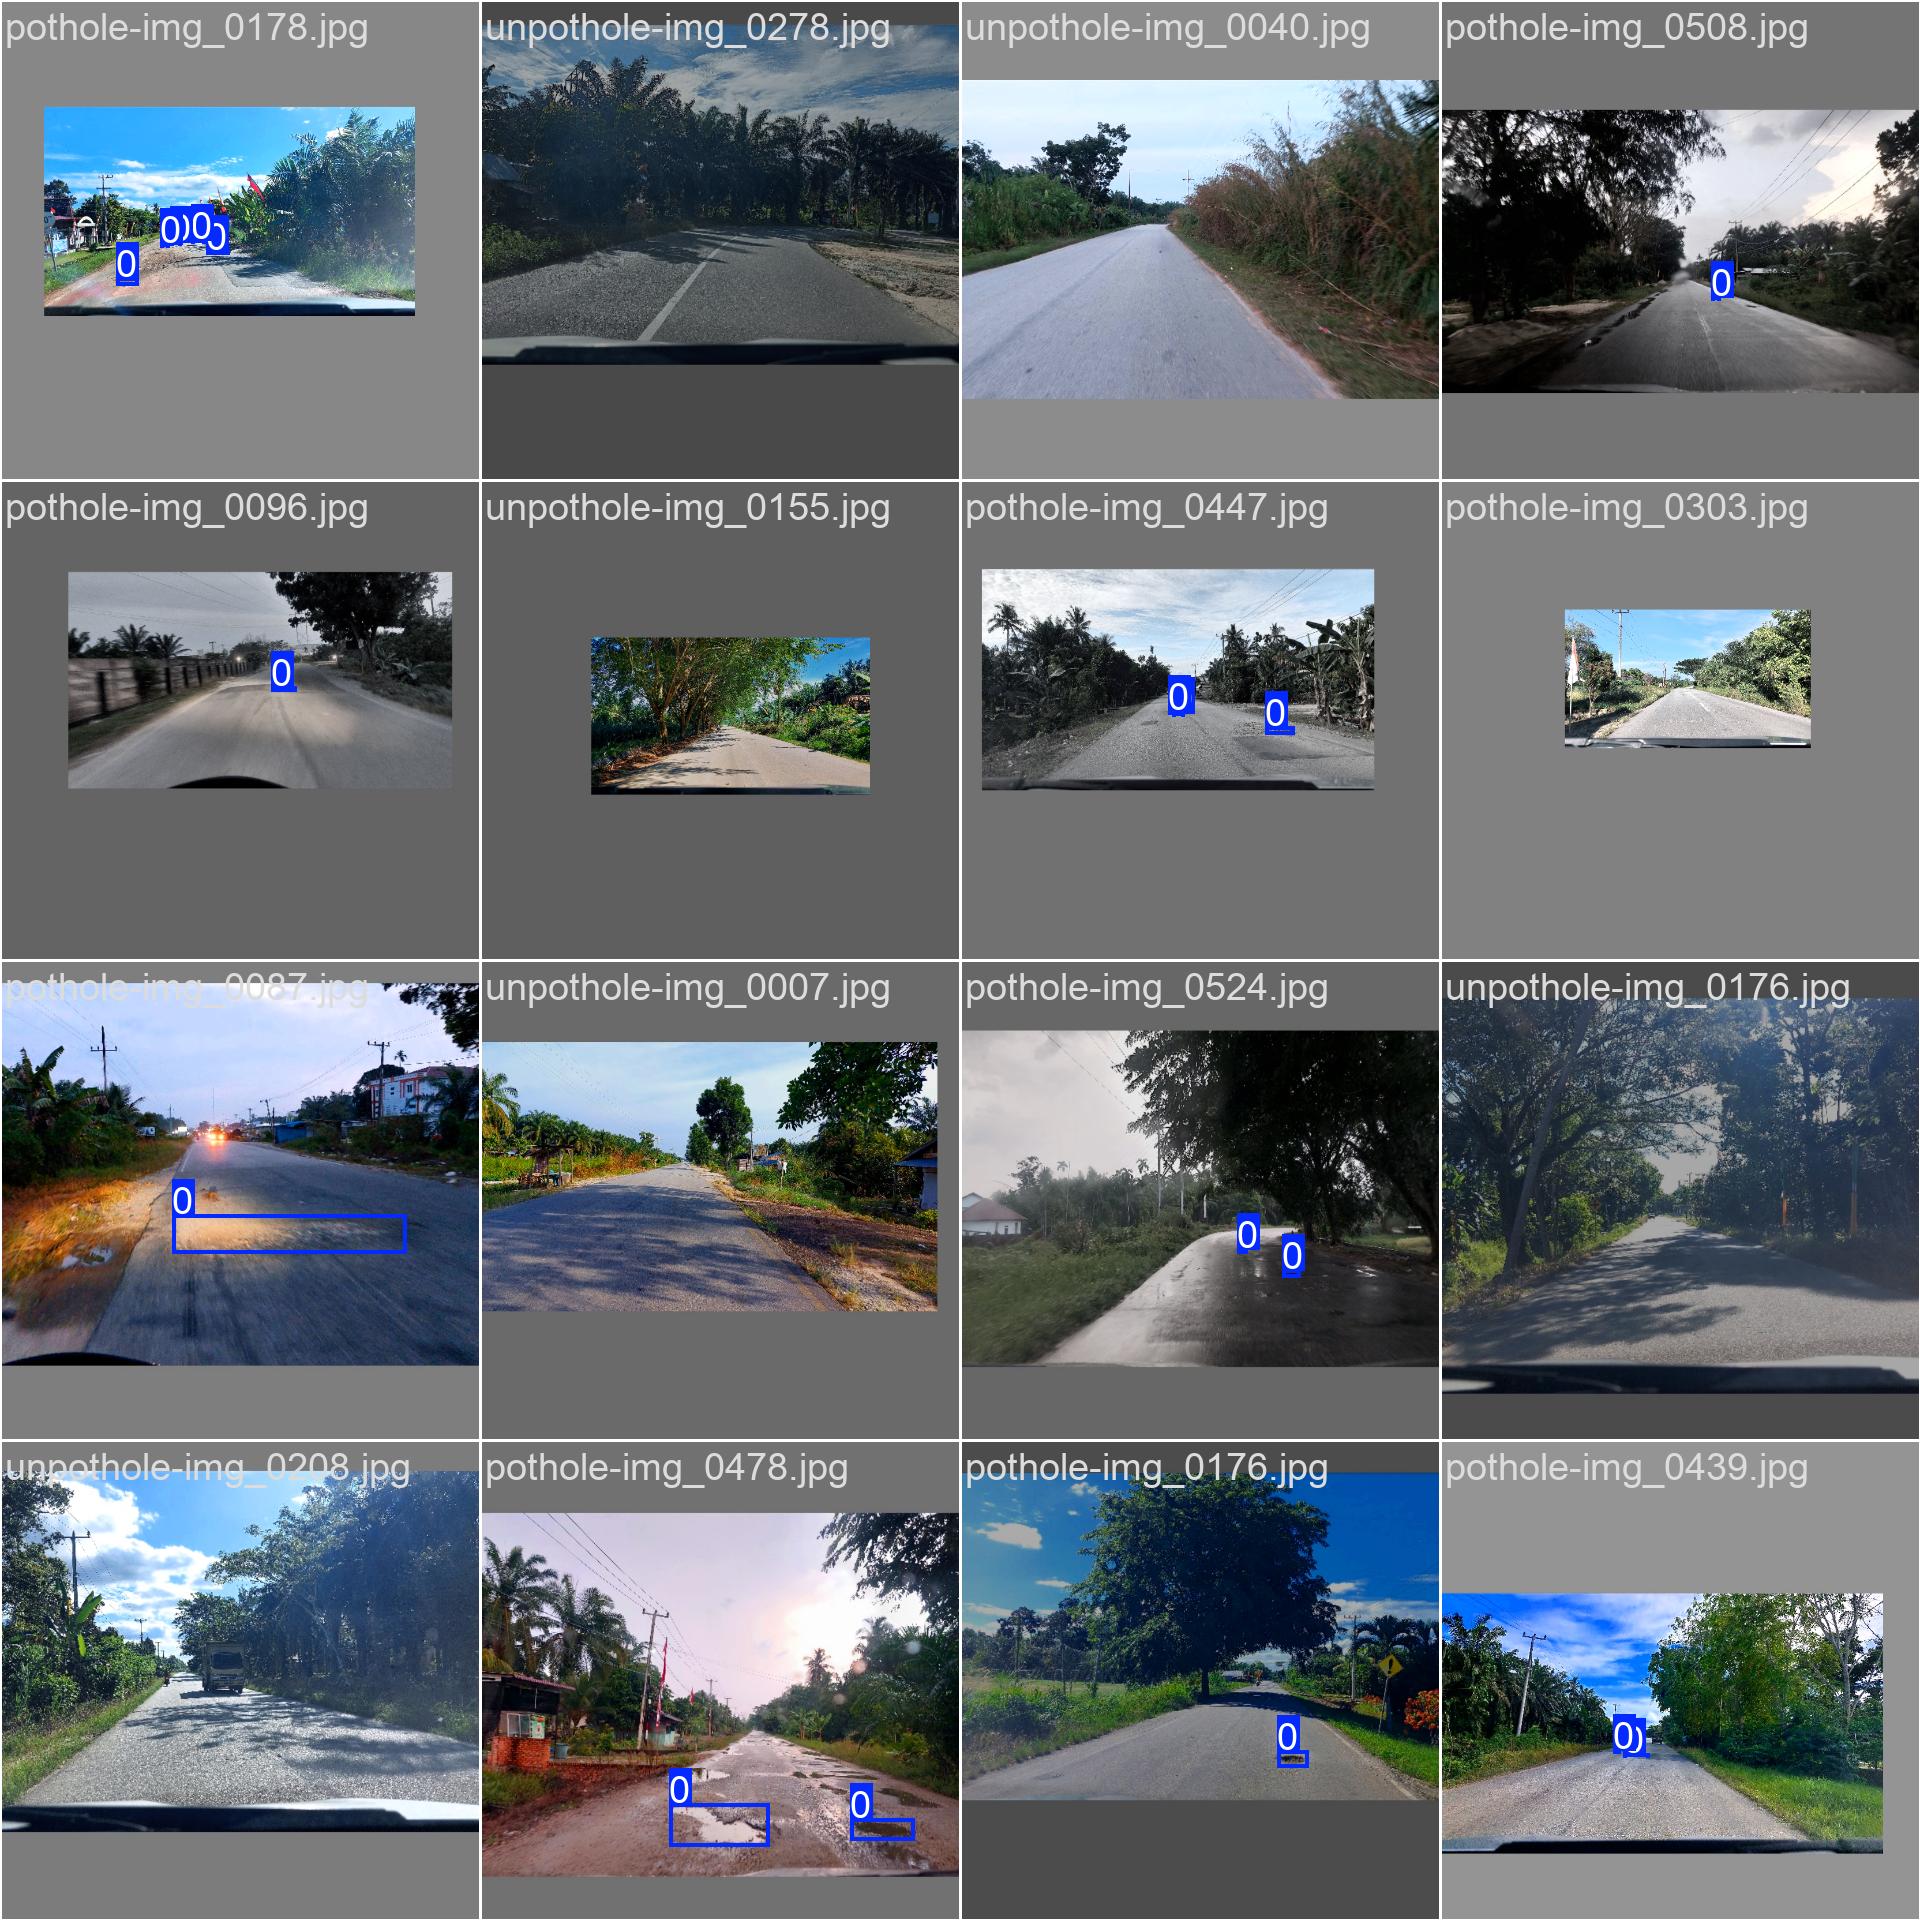 pothole-img_0178.jpg
unpothole-img_0278.jpg
unpothole-img_0040.jpg
pothole-img_0508.jpg
0
0
0
0
0
0
pothole-img_0096.jpg
unpothole-img_0155.jpg
pothole-img_0447.jpg
pothole-img_0303.jpg
0
0
0
pothole-img_0087.jpg
unpothole-img_0007.jpg
pothole-img_0524.jpg
unpothole-img_0176.jpg
0
0
0
unpothole-img_0208.jpg
pothole-img_0478.jpg
pothole-img_0176.jpg
pothole-img_0439.jpg
0
0
0
0
0